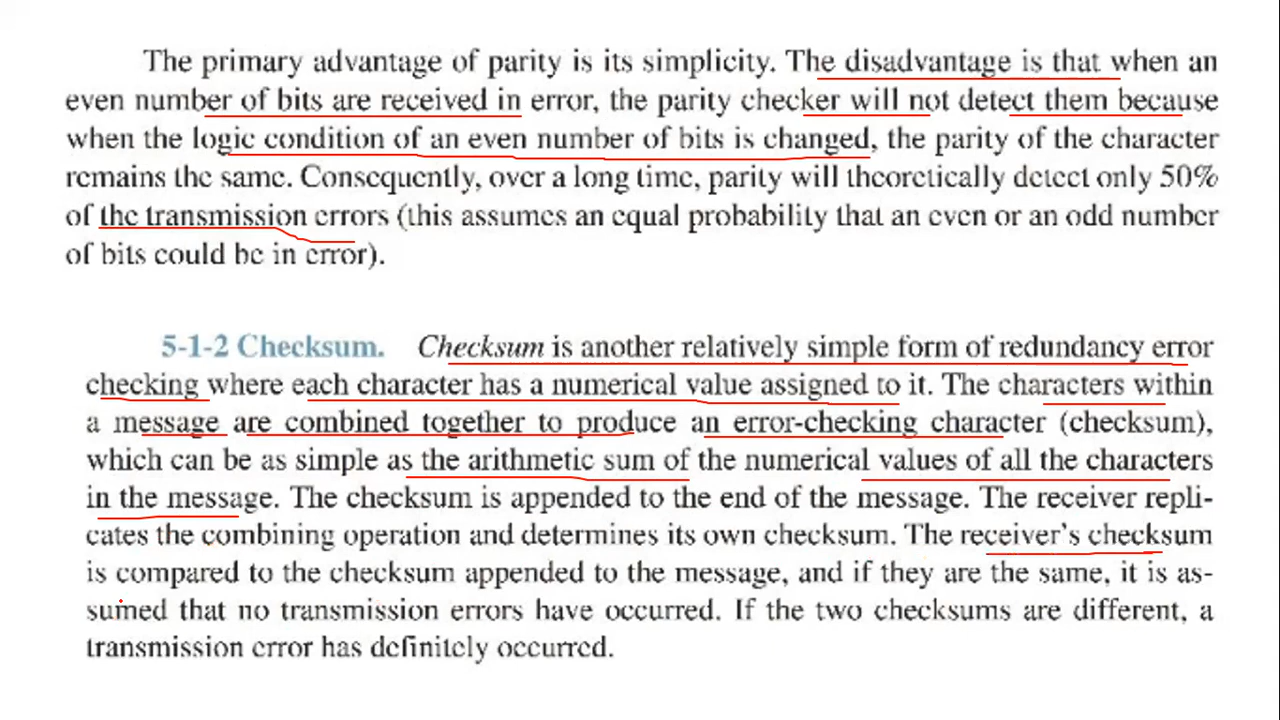 The primary advantage of parity is its simplicity. The disadvantage is that when an
even number of bits are received in error, the parity checker will not detect them because
when the logic condition of an even number of bits is changed, the parity of the character
remains the same. Consequently, over a long time, parity will theoretically detect only 50%
of the transmission errors (this assumes an equal probability that an even or an odd number
of bits could be in error).
5-1-2 Checksum. Checksum is another relatively simple form of redundancy error
checking where each character has a numerical value assigned to it. The characters within
a message are combined together to produce an error-checking character (checksum),
which can be as simple as the arithmetic sum of the numerical values of all the characters
in the message. The checksum is appended to the end of the message. The receiver repli-
cates the combining operation and determines its own checksum. The receiver's checksum
is compared to the checksum appended to the message, and if they are the same, it is as-
sumed that no transmission errors have occurred. If the two checksums are different, a
transmission error has definitely occurred.